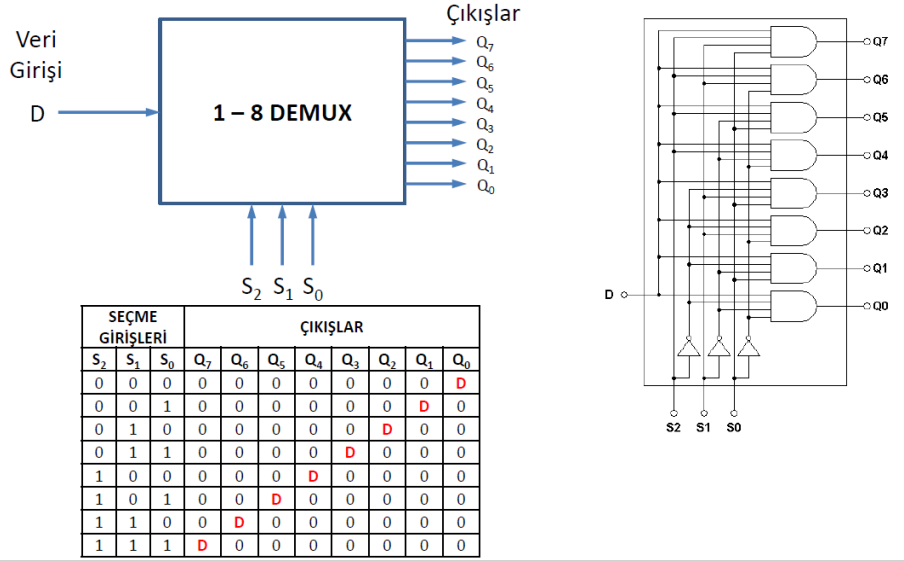 Çıkışlar
Veri
Girişi
D
1 – 8 DEMUX
Q7
Q6
Q5
Q4
Q3
Q2
Q1
Q0
S2 S1 S0
SEÇME GİRİŞLERİ ÇIKIŞLAR
S2 S1 S0 Q7 Q6 Q5 Q4 Q3 Q2 Q1 Q0
0 0 0 0 0 0 0 0 0 0 D
0 0 1 0 0 0 0 0 0 D 0
0 1 0 0 0 0 0 0 D 0 0
0 1 1 0 0 0 0 D 0 0 0
1 0 0 0 0 0 D 0 0 0 0
1 0 1 0 0 D 0 0 0 0 0
1 1 0 0 D 0 0 0 0 0 0
1 1 1 D 0 0 0 0 0 0 0
Q7
Q6
Q5
Q4
Q3
Q2
Q1
D
Q0
S2 S1 S0